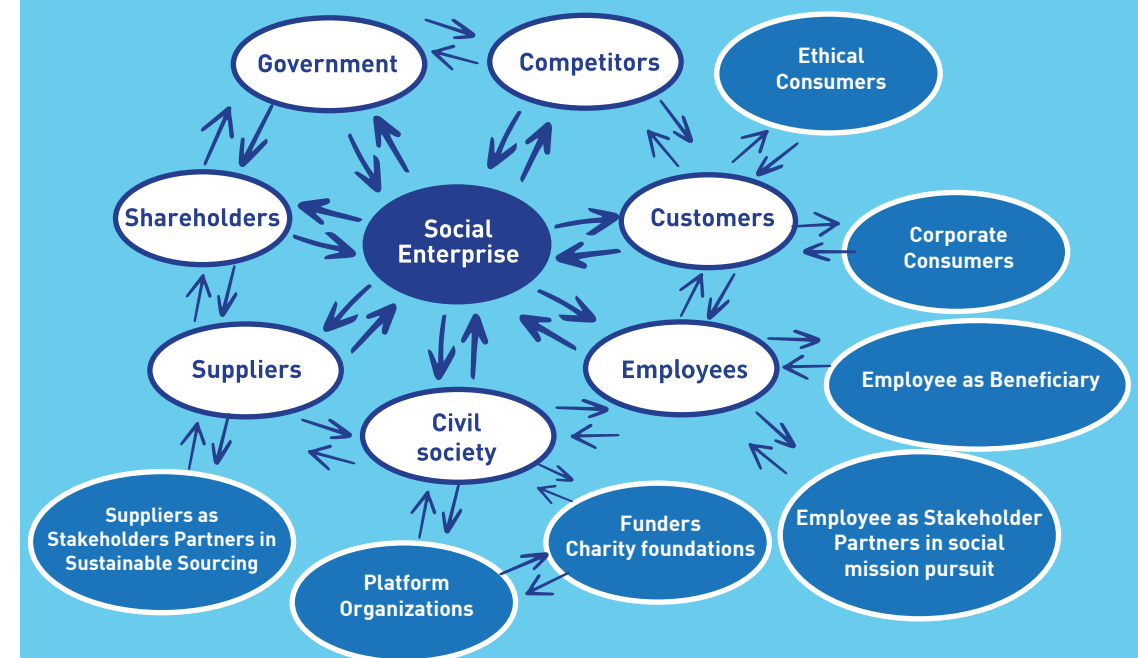 Government
Competitors
Ethical
Consumers
Shareholders
Social
Enterprise
Customers
Corporate
Consumers
Suppliers
Employees
Employee as Beneficiary
Civil
society
Suppliers as
Stakeholders Partners in
Sustainable Sourcing
Funders
Charity foundations
Employee as Stakeholder
Partners in social
mission pursuit
Platform
Organizations